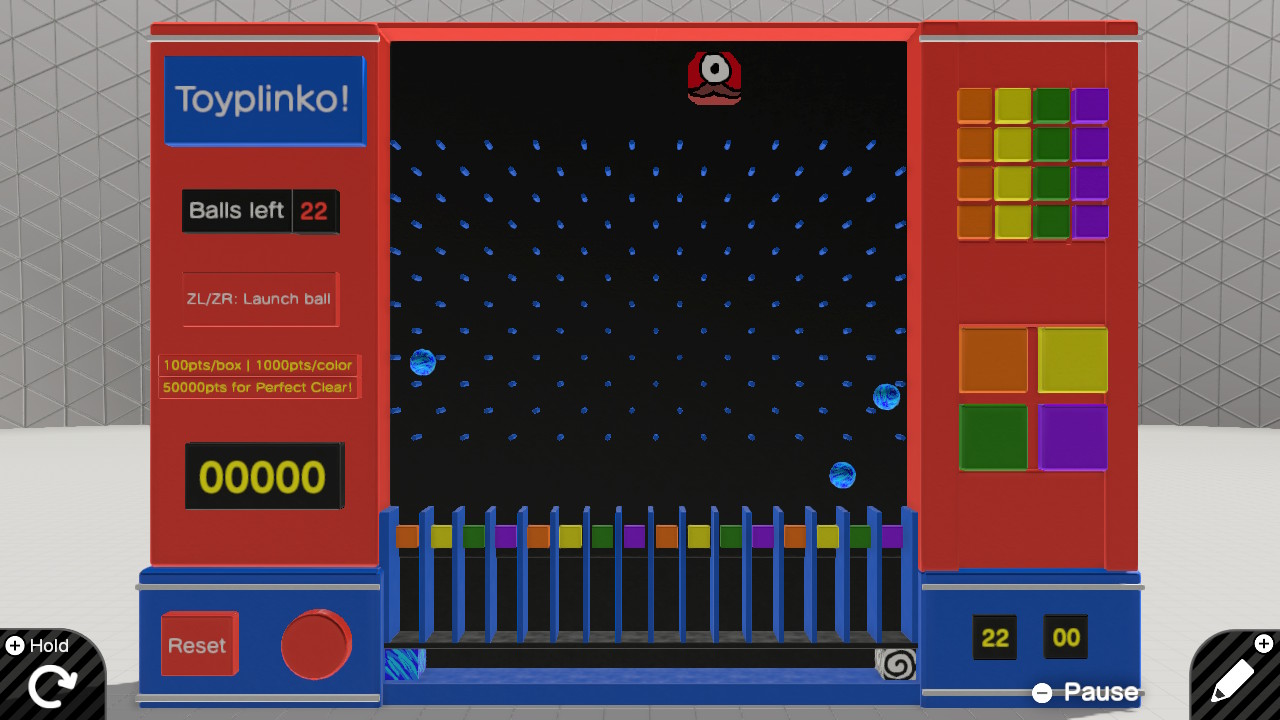 Toyplinko!
Balls left 22
ZL/ZR: Launch ball
100pts/box | 1000pts/color
50000pts for Perfect Clear!
00000
Reset
22 00
Hold
Pause